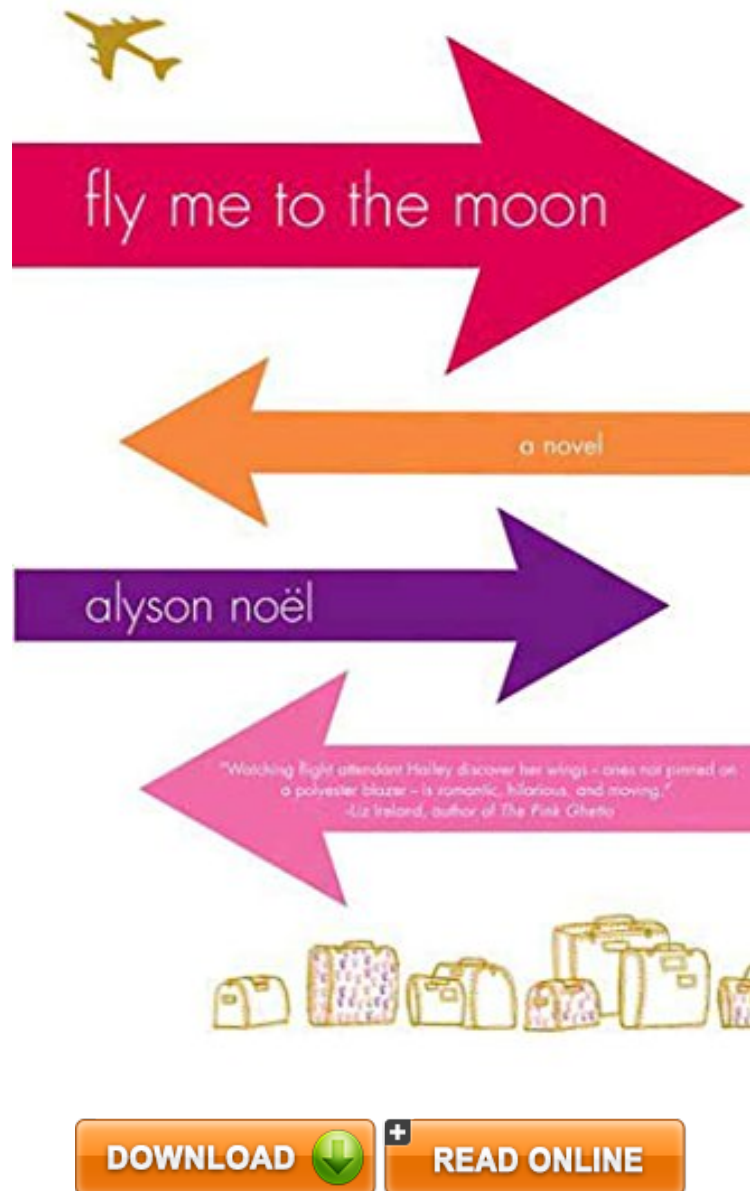 fly me to the moon
a novel
alyson noël
"Watching flight attendant Hailey discover her wings – ones not pinned on
a polyester blazer – is romantic, hilarious, and moving."
-Liz Ireland, author of The Pink Ghetto
DOWNLOAD
READ ONLINE